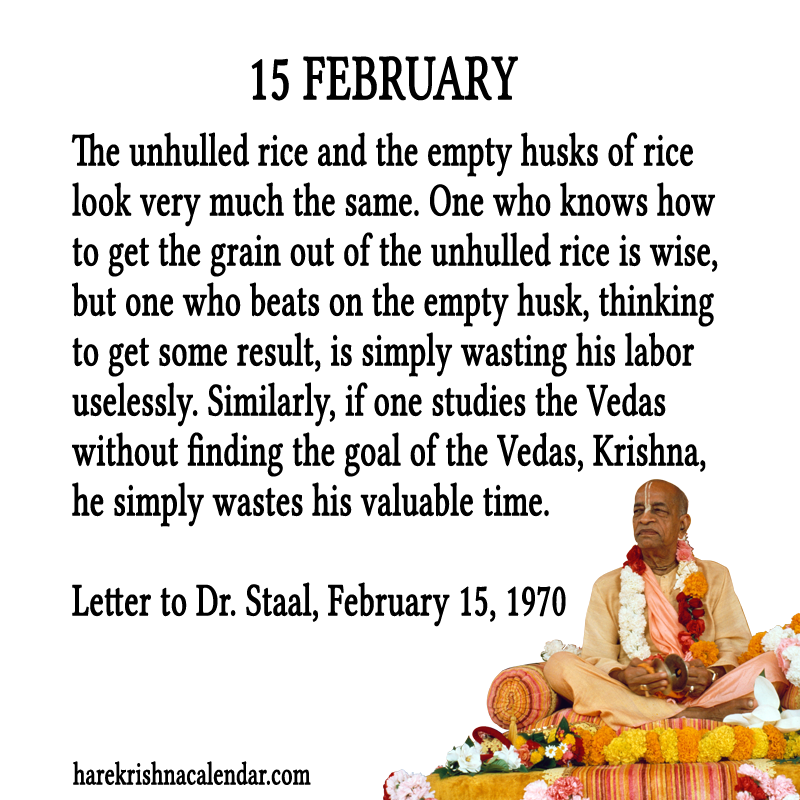 15 FEBRUARY
The unhulled rice and the empty husks of rice
look very much the same. One who knows how
to get the grain out of the unhulled rice is wise,
but one who beats on the empty husk, thinking
to get some result, is simply wasting his labor
uselessly. Similarly, if one studies the Vedas
without finding the goal of the Vedas, Krishna,
he simply wastes his valuable time.
Letter to Dr. Staal, February 15, 1970
harekrishnacalendar.com